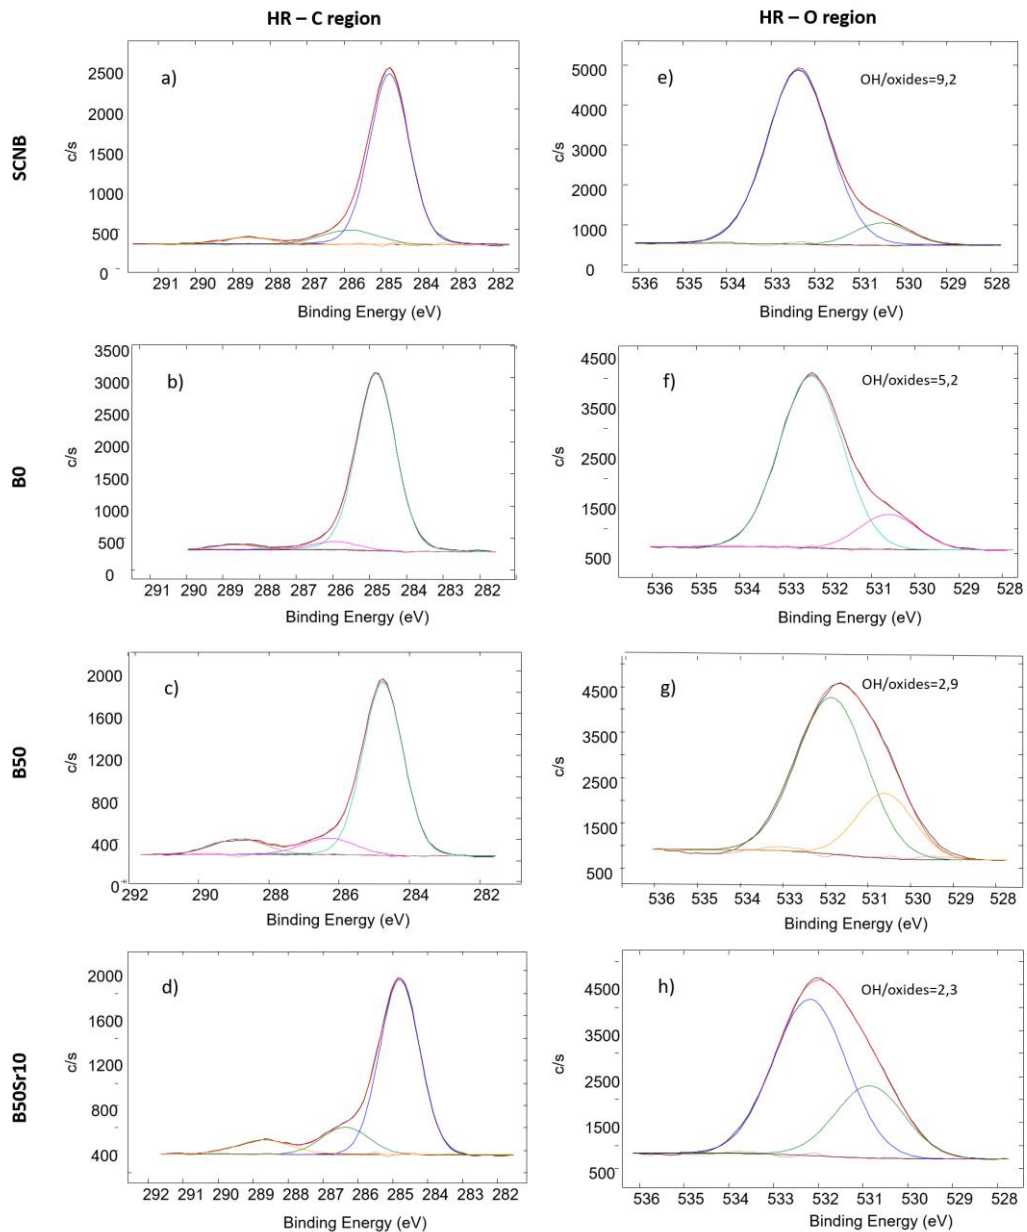 HR – C region
HR – O region
SCNB
a)
c/s
2500
2000
1500
1000
500
0
291 290 289 288 287 286 285 284 283 282
Binding Energy (eV)
e)
OH/oxides=9,2
c/s
5000
4000
3000
2000
1000
0
536 535 534 533 532 531 530 529 528
Binding Energy (eV)
B0
b)
c/s
3500
3000
2000
1500
1000
500
0
291 290 289 288 287 286 285 284 283 282
Binding Energy (eV)
f)
OH/oxides=5,2
c/s
4500
3500
2500
1500
500
536 535 534 533 532 531 530 529 528
Binding Energy (eV)
B50
c)
c/s
2000
1600
1200
800
400
0
292 290 288 286 284 282
Binding Energy (eV)
g)
OH/oxides=2,9
c/s
4500
3500
2500
1500
500
536 535 534 533 532 531 530 529 528
Binding Energy (eV)
B50Sr10
d)
c/s
2000
1600
1200
800
400
292 291 290 289 288 287 286 285 284 283 282
Binding Energy (eV)
h)
OH/oxides=2,3
c/s
4500
3500
2500
1500
500
536 535 534 533 532 531 530 529 528
Binding Energy (eV)